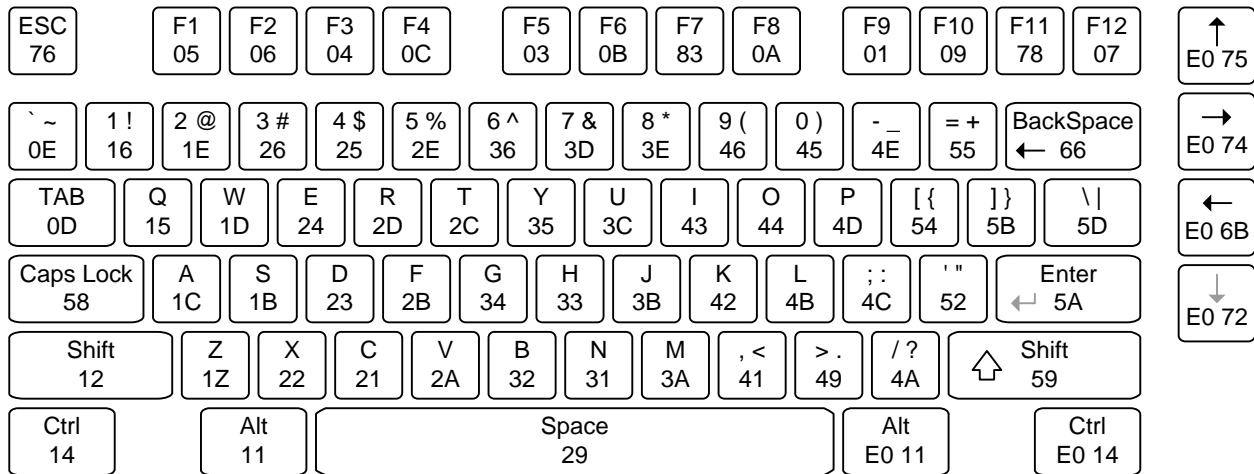 ESC F1 F2 F3 F4 F5 F6 F7 F8 F9 F10 F11 F12 ↑
76 05 06 04 0C 03 0B 83 0A 01 09 78 07 E0 75
` ~ 1 ! 2 @ 3 # 4 $ 5 % 6 ^ 7 & 8 * 9 ( 0 ) - _ = + BackSpace →
0E 16 1E 26 25 2E 36 3D 3E 46 45 4E 55 ← 66 E0 74
TAB Q W E R T Y U I O P [ { ] } \ | ←
0D 15 1D 24 2D 2C 35 3C 43 44 4D 54 5B 5D E0 6B
Caps Lock A S D F G H J K L ; : ' " Enter ↓
58 1C 1B 23 2B 34 33 3B 42 4B 4C 52 ↵ 5A E0 72
Shift Z X C V B N M , < > . / ? ⇧ Shift
12 1Z 22 21 2A 32 31 3A 41 49 4A 59
Ctrl Alt Space Alt Ctrl
14 11 29 E0 11 E0 14